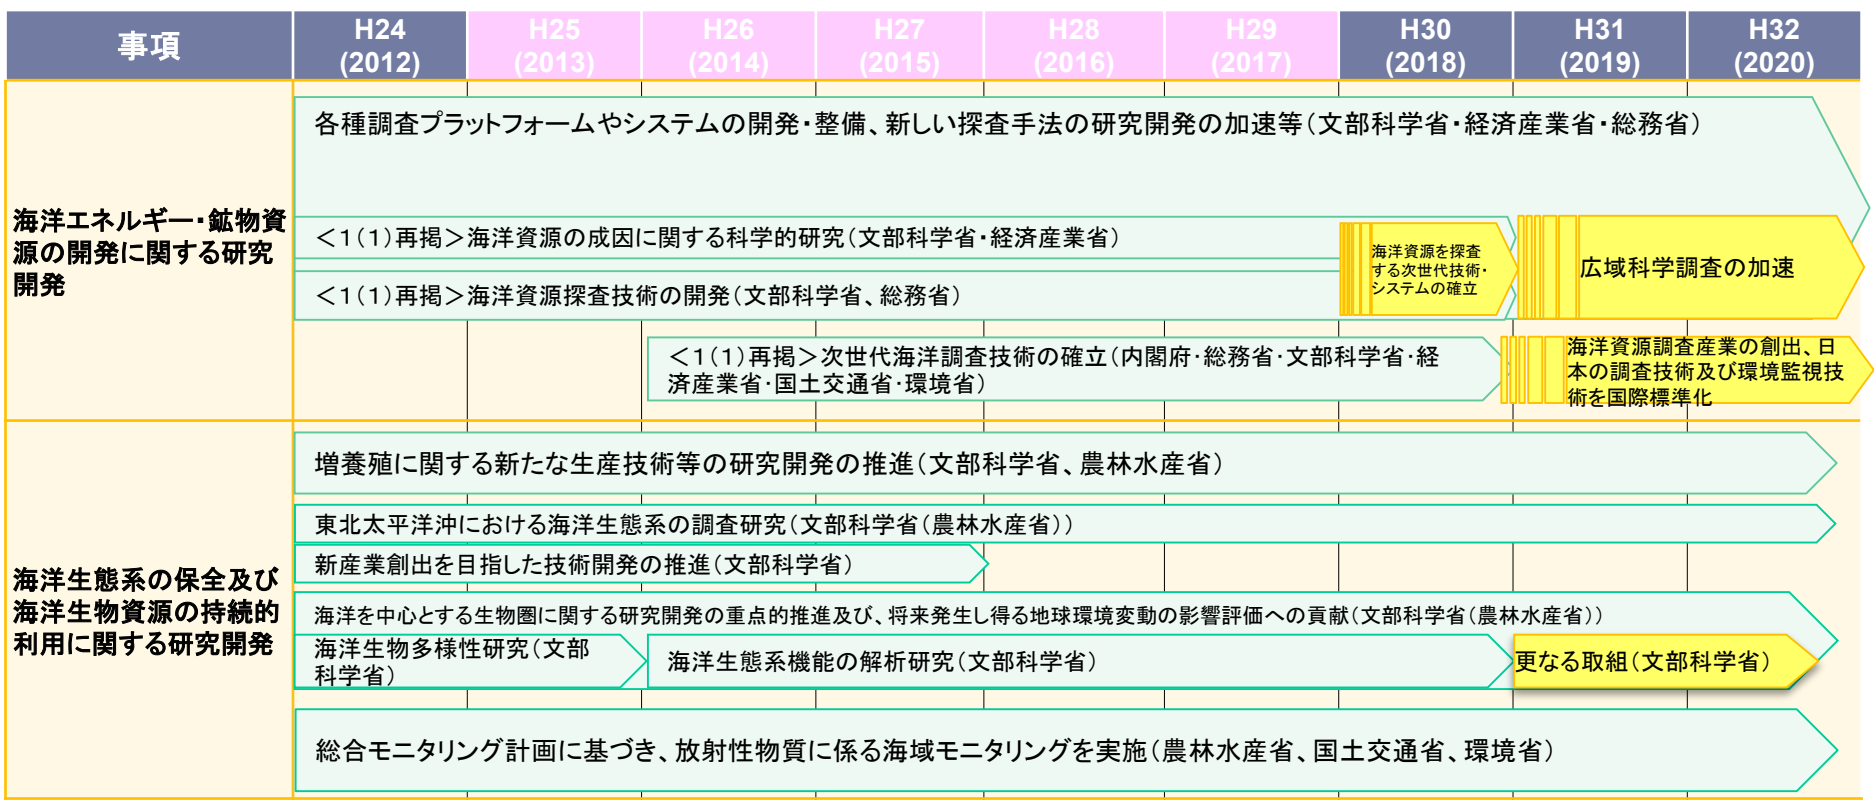 事項
H24
(2012)
H25
(2013)
H26
(2014)
H27
(2015)
H28
(2016)
H29
(2017)
H30
(2018)
H31
(2019)
H32
(2020)
海洋エネルギー・鉱物資
源の開発に関する研究
開発
各種調査プラットフォームやシステムの開発・整備、新しい探査手法の研究開発の加速等(文部科学省・経済産業省・総務省)
<1(1)再掲>海洋資源の成因に関する科学的研究(文部科学省・経済産業省)
<1(1)再掲>海洋資源探査技術の開発(文部科学省、総務省)
海洋資源を探査
する次世代技術・
システムの確立
広域科学調査の加速
<1(1)再掲>次世代海洋調査技術の確立(内閣府・総務省・文部科学省・経
済産業省・国土交通省・環境省)
海洋資源調査産業の創出、日
本の調査技術及び環境監視技
術を国際標準化
海洋生態系の保全及び
海洋生物資源の持続的
利用に関する研究開発
増養殖に関する新たな生産技術等の研究開発の推進(文部科学省、農林水産省)
東北太平洋沖における海洋生態系の調査研究(文部科学省(農林水産省))
新産業創出を目指した技術開発の推進(文部科学省)
海洋を中心とする生物圏に関する研究開発の重点的推進及び、将来発生し得る地球環境変動の影響評価への貢献(文部科学省(農林水産省))
海洋生物多様性研究(文部
科学省)
海洋生態系機能の解析研究(文部科学省)
更なる取組(文部科学省)
総合モニタリング計画に基づき、放射性物質に係る海域モニタリングを実施(農林水産省、国土交通省、環境省)